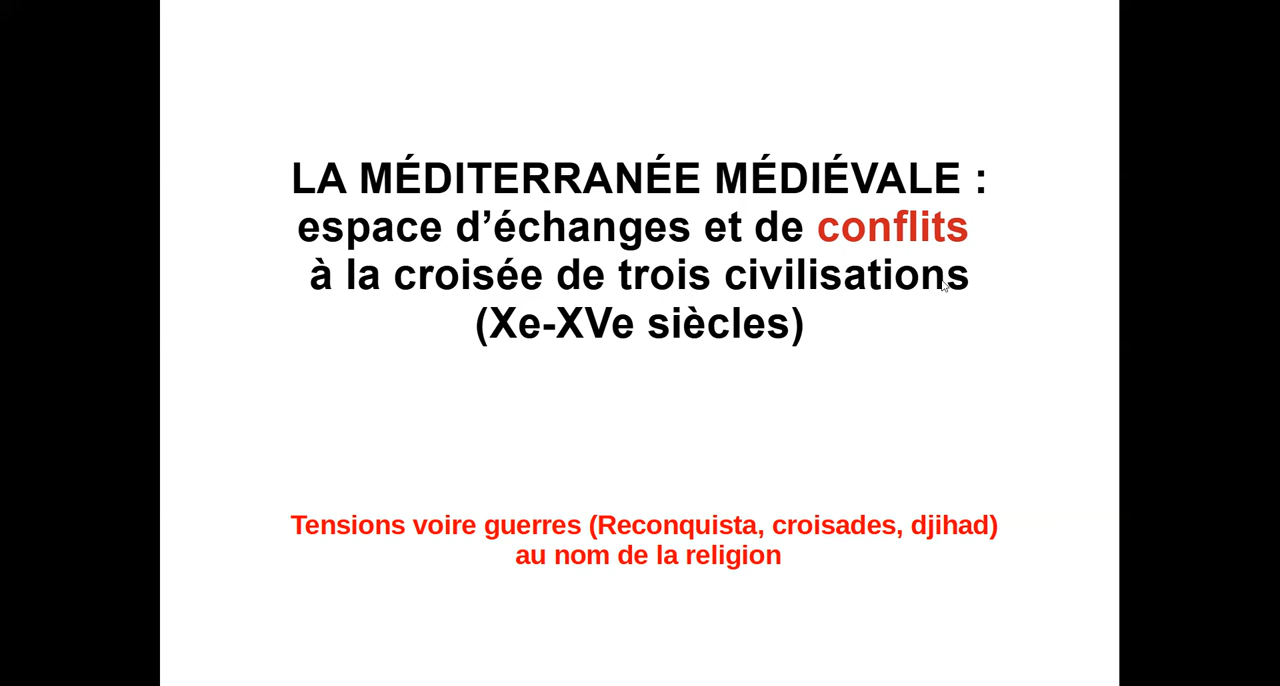 LA MÉDITERRANÉE MÉDIÉVALE :
espace d’échanges et de conflits
à la croisée de trois civilisations
(Xe-XVe siècles)
Tensions voire guerres (Reconquista, croisades, djihad)
au nom de la religion